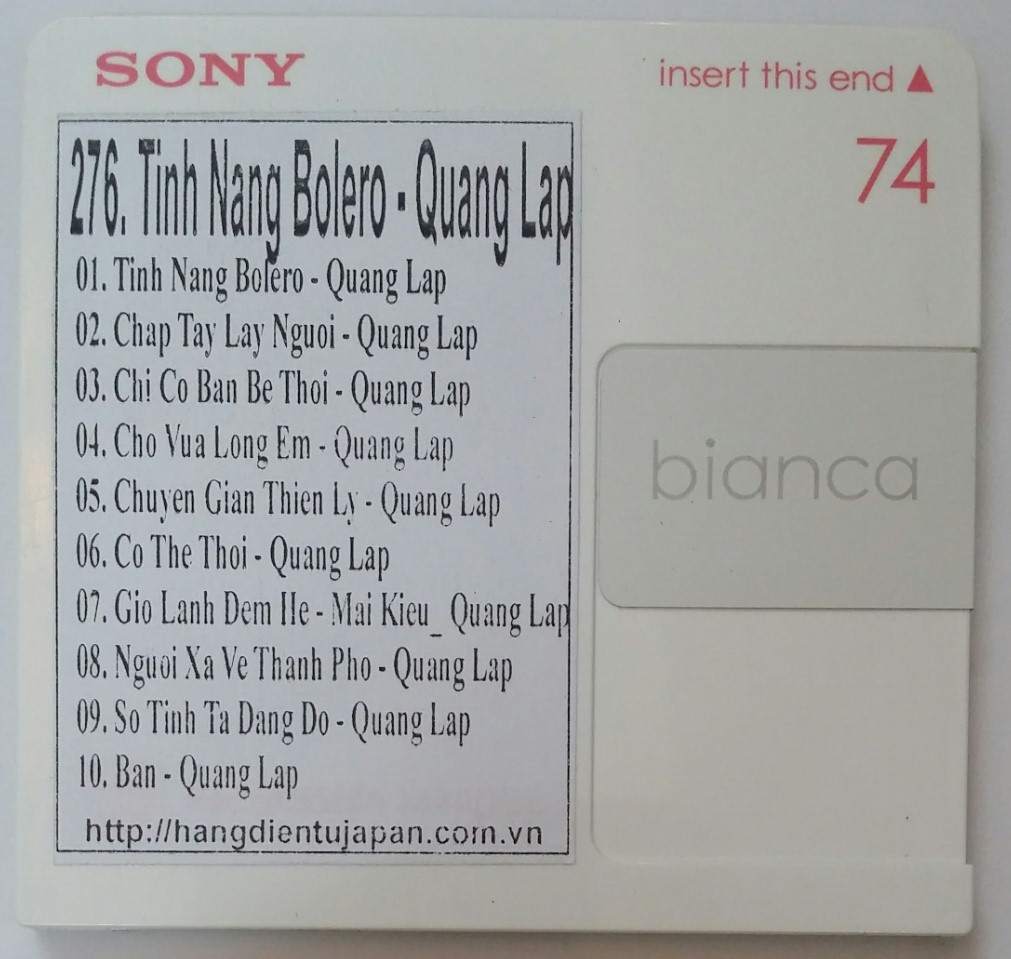 SONY
insert this end ▲
74
276. Tinh Nang Bolero - Quang Lap
01. Tinh Nang Bolero - Quang Lap
02. Chap Tay Lay Nguoi - Quang Lap
03. Chi Co Ban Be Thoi - Quang Lap
04. Cho Vua Long Em - Quang Lap
05. Chuyen Gian Thien Ly - Quang Lap
06. Co The Thoi - Quang Lap
07. Gio Lanh Dem He - Mai Kieu_ Quang Lap
08. Nguoi Xa Ve Thanh Pho - Quang Lap
09. So Tinh Ta Dang Do - Quang Lap
10. Ban - Quang Lap
http://hangdientujapan.com.vn
bianca